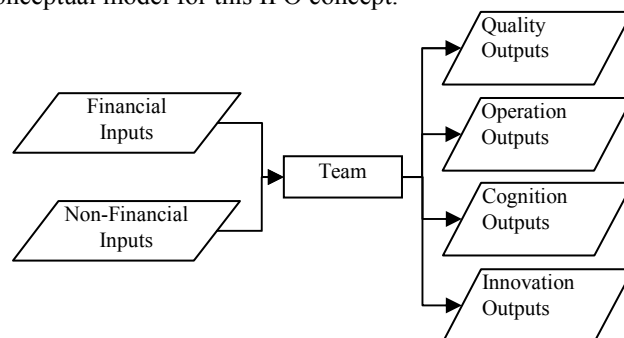 conceptual model for this IPO concept.
Quality
Outputs
Financial
Inputs
Operation
Outputs
Team
Cognition
Outputs
Non-Financial
Inputs
Innovation
Outputs